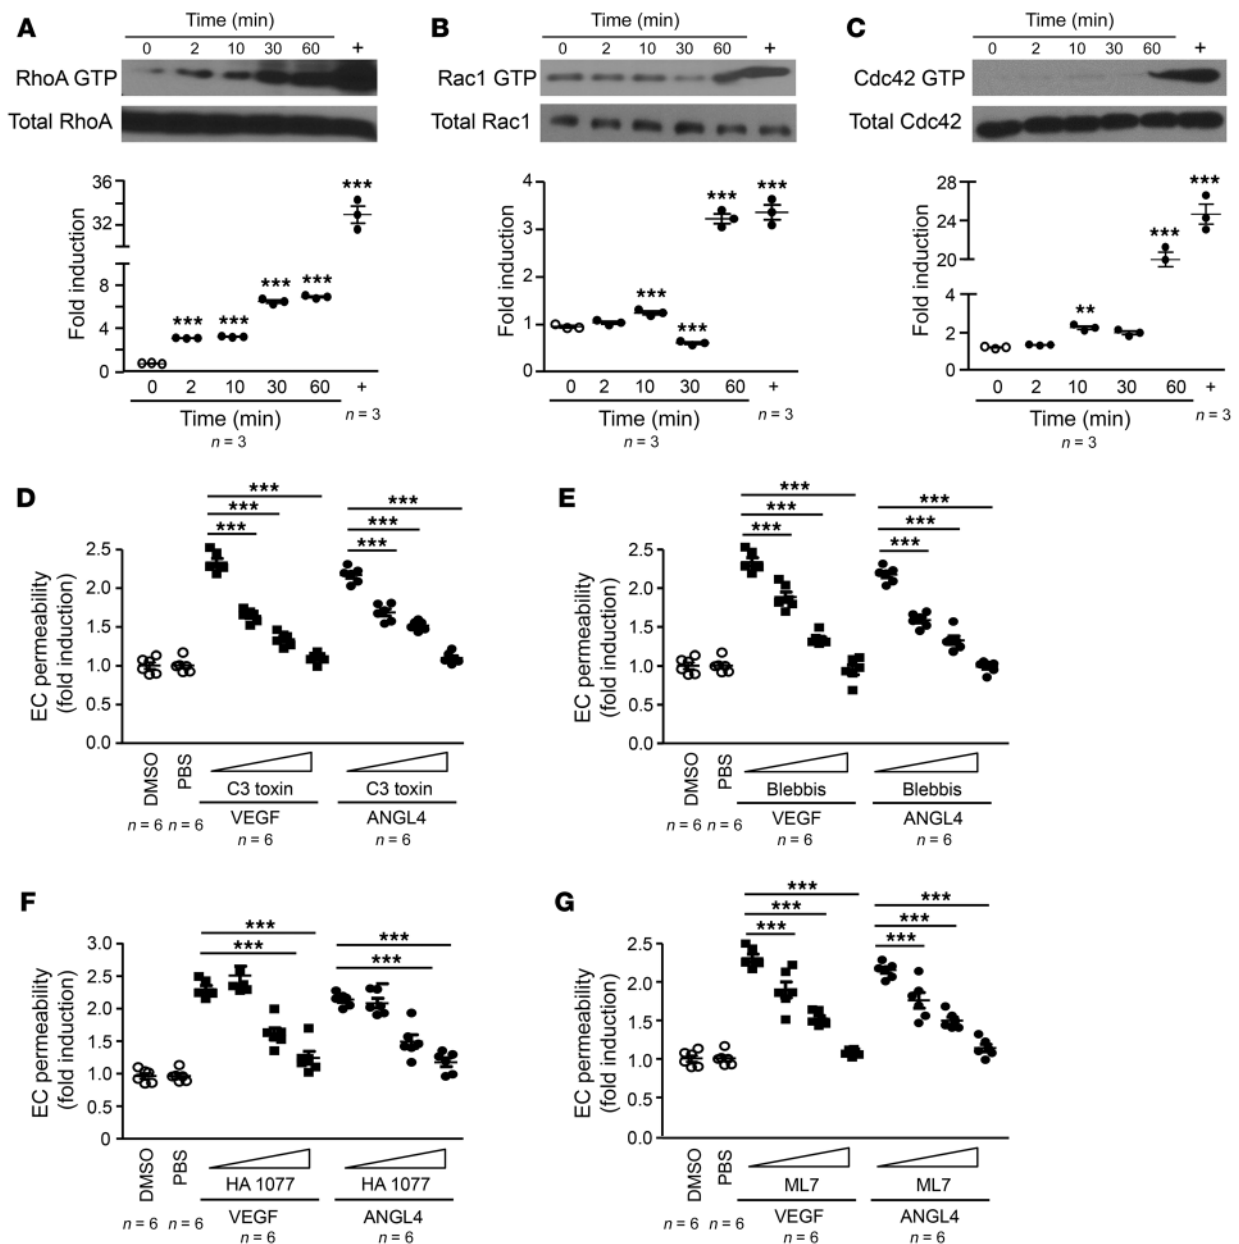 A
Time (min)
0 2 10 30 60 +
RhoA GTP
Total RhoA
36
32
8
4
0
Fold induction
*** *** *** *** ***
0 2 10 30 60 +
Time (min)
n = 3
n = 3
B
Time (min)
0 2 10 30 60 +
Rac1 GTP
Total Rac1
4
3
2
1
0
Fold induction
*** *** *** ***
0 2 10 30 60 +
Time (min)
n = 3
n = 3
C
Time (min)
0 2 10 30 60 +
Cdc42 GTP
Total Cdc42
28
24
20
4
2
0
Fold induction
** *** ***
0 2 10 30 60 +
Time (min)
n = 3
n = 3
D
EC permeability
(fold induction)
2.5
2.0
1.5
1.0
0.5
0.0
***
***
***
***
***
***
DMSO
PBS
C3 toxin
C3 toxin
VEGF
ANGL4
n = 6 n = 6 n = 6 n = 6
E
EC permeability
(fold induction)
2.5
2.0
1.5
1.0
0.5
0.0
***
***
***
***
***
***
DMSO
PBS
Blebbis
Blebbis
VEGF
ANGL4
n = 6 n = 6 n = 6 n = 6
F
EC permeability
(fold induction)
3.0
2.5
2.0
1.5
1.0
0.5
0
***
***
***
***
DMSO
PBS
HA 1077
HA 1077
VEGF
ANGL4
n = 6 n = 6 n = 6 n = 6
G
EC permeability
(fold induction)
2.5
2.0
1.5
1.0
0.5
0.0
***
***
***
***
***
***
DMSO
PBS
ML7
ML7
VEGF
ANGL4
n = 6 n = 6 n = 6 n = 6